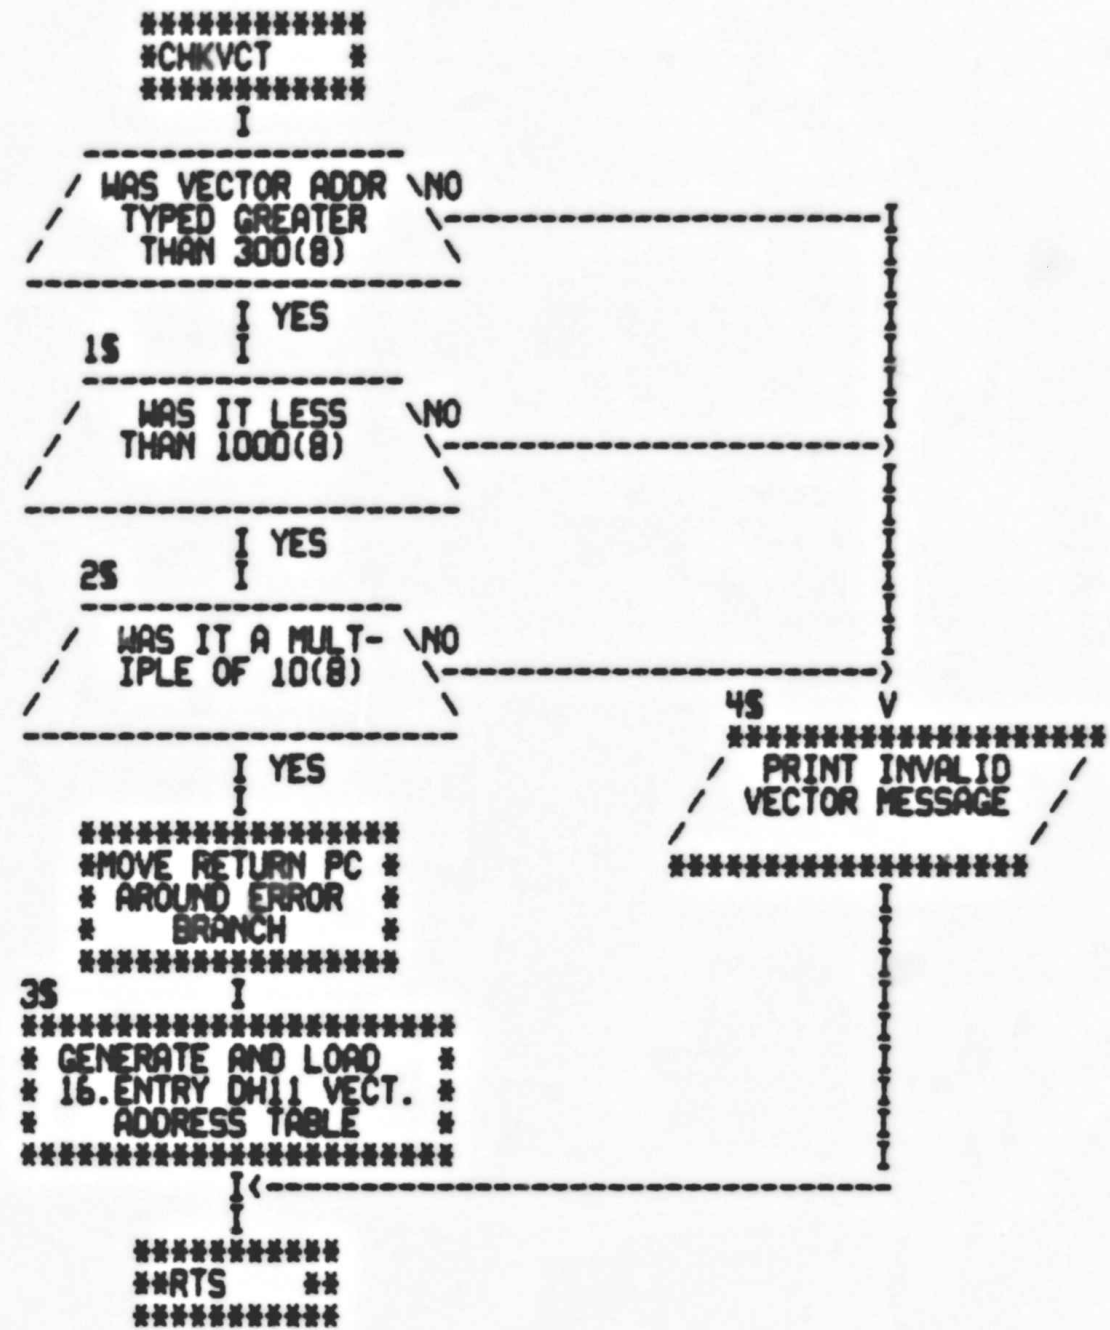 ************
*CHKVCT    *
************
WAS VECTOR ADDR \NO
TYPED GREATER
THAN 300(8)
I YES
1$
WAS IT LESS \NO
THAN 1000(8)
I YES
2$
WAS IT A MULT- \NO
IPLE OF 10(8)
I YES
4$ V
PRINT INVALID
VECTOR MESSAGE
*MOVE RETURN PC *
* AROUND ERROR *
* BRANCH *
3$
* GENERATE AND LOAD *
* 16.ENTRY DH11 VECT. *
* ADDRESS TABLE *
***********
**RTS    **
***********